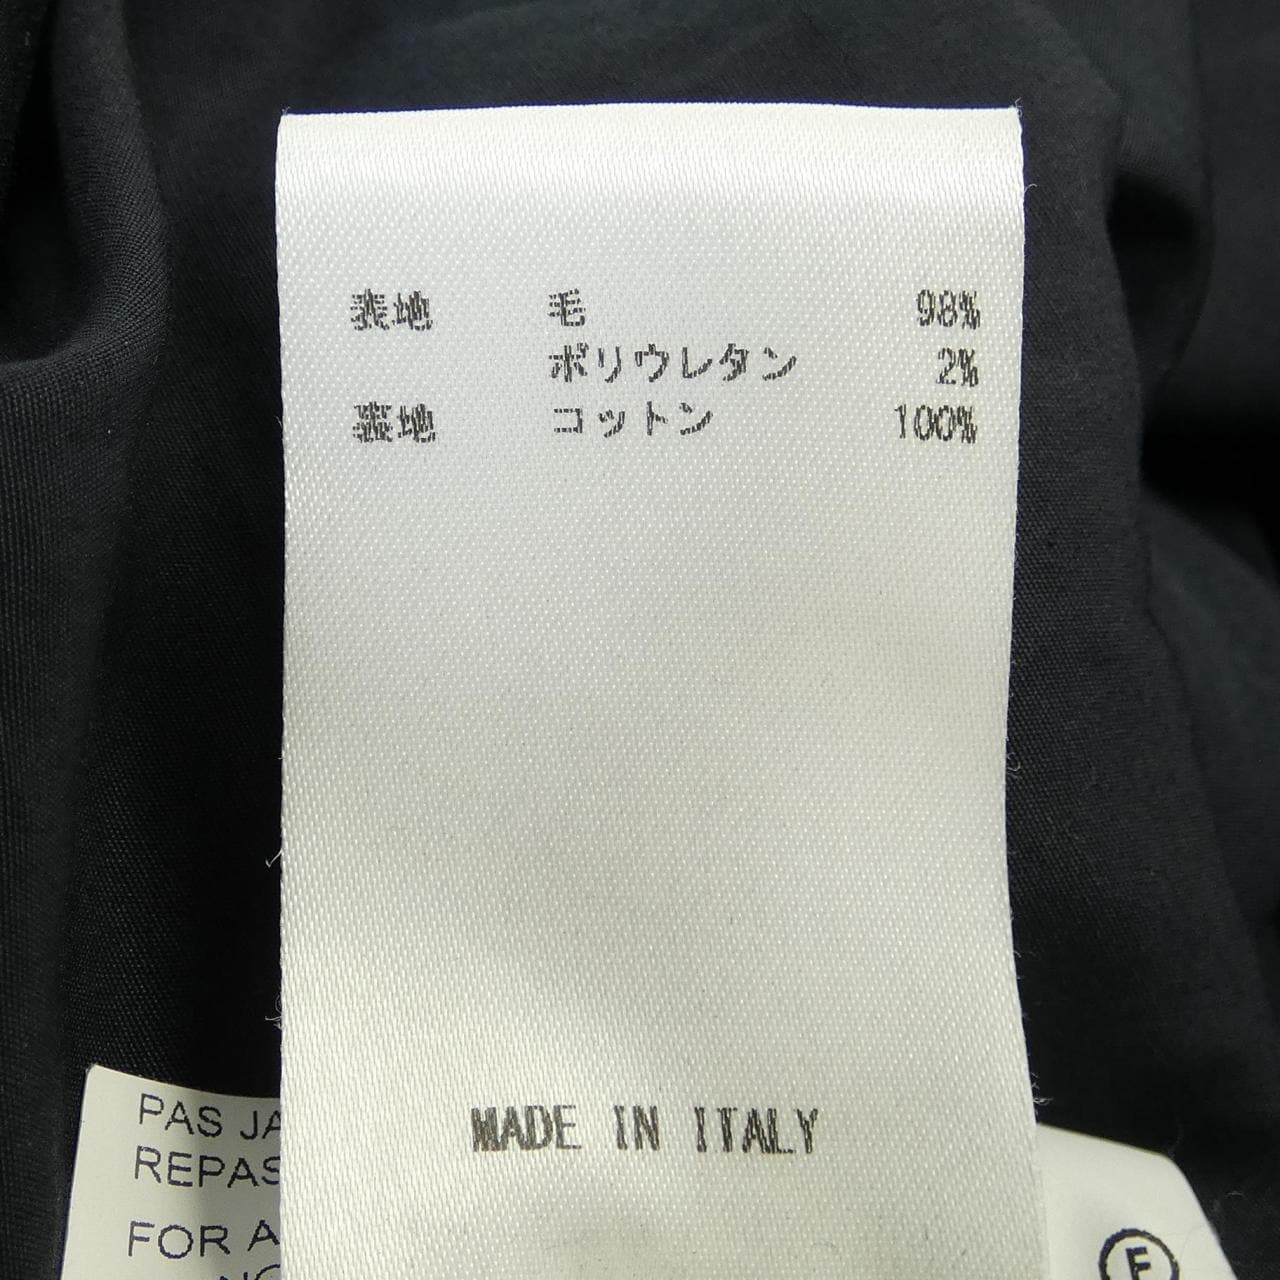 表地 毛 98%
ポリウレタン 2%
表地 コットン 100%
MADE IN ITALY
PAS JA
REPAS
FOR A
F